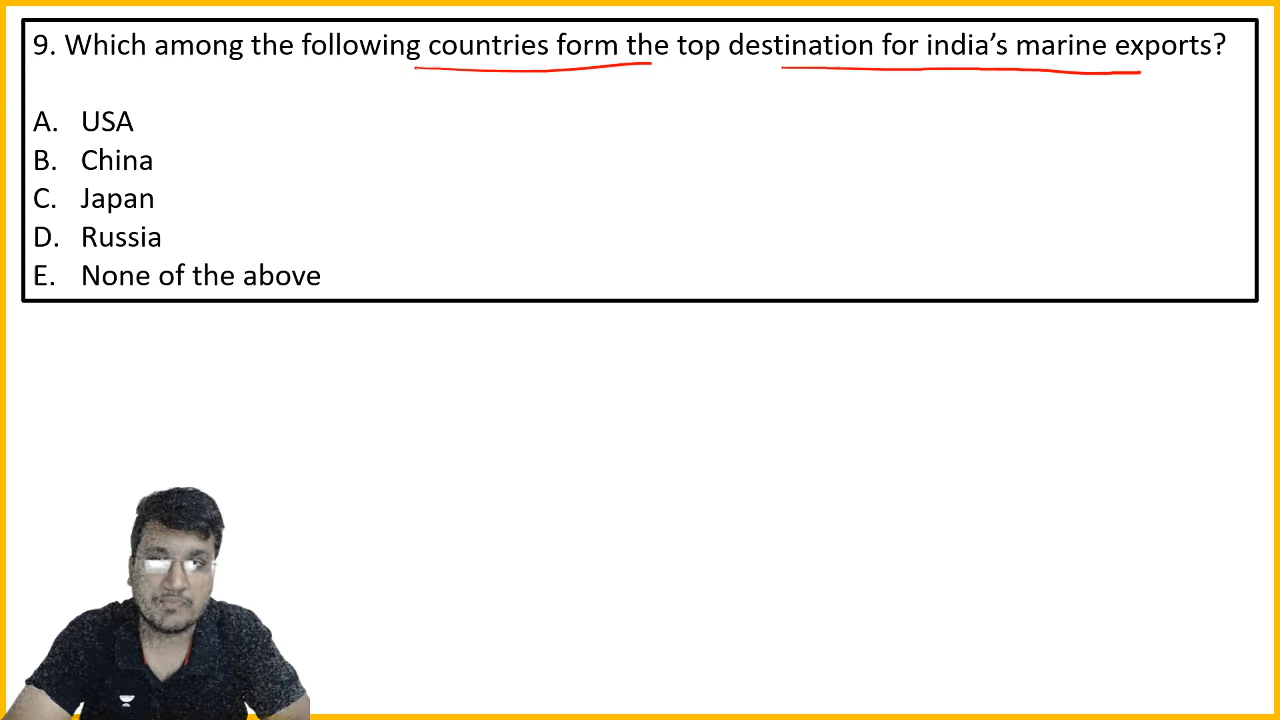 9. Which among the following countries form the top destination for india’s marine exports?
A. USA
B. China
C. Japan
D. Russia
E. None of the above